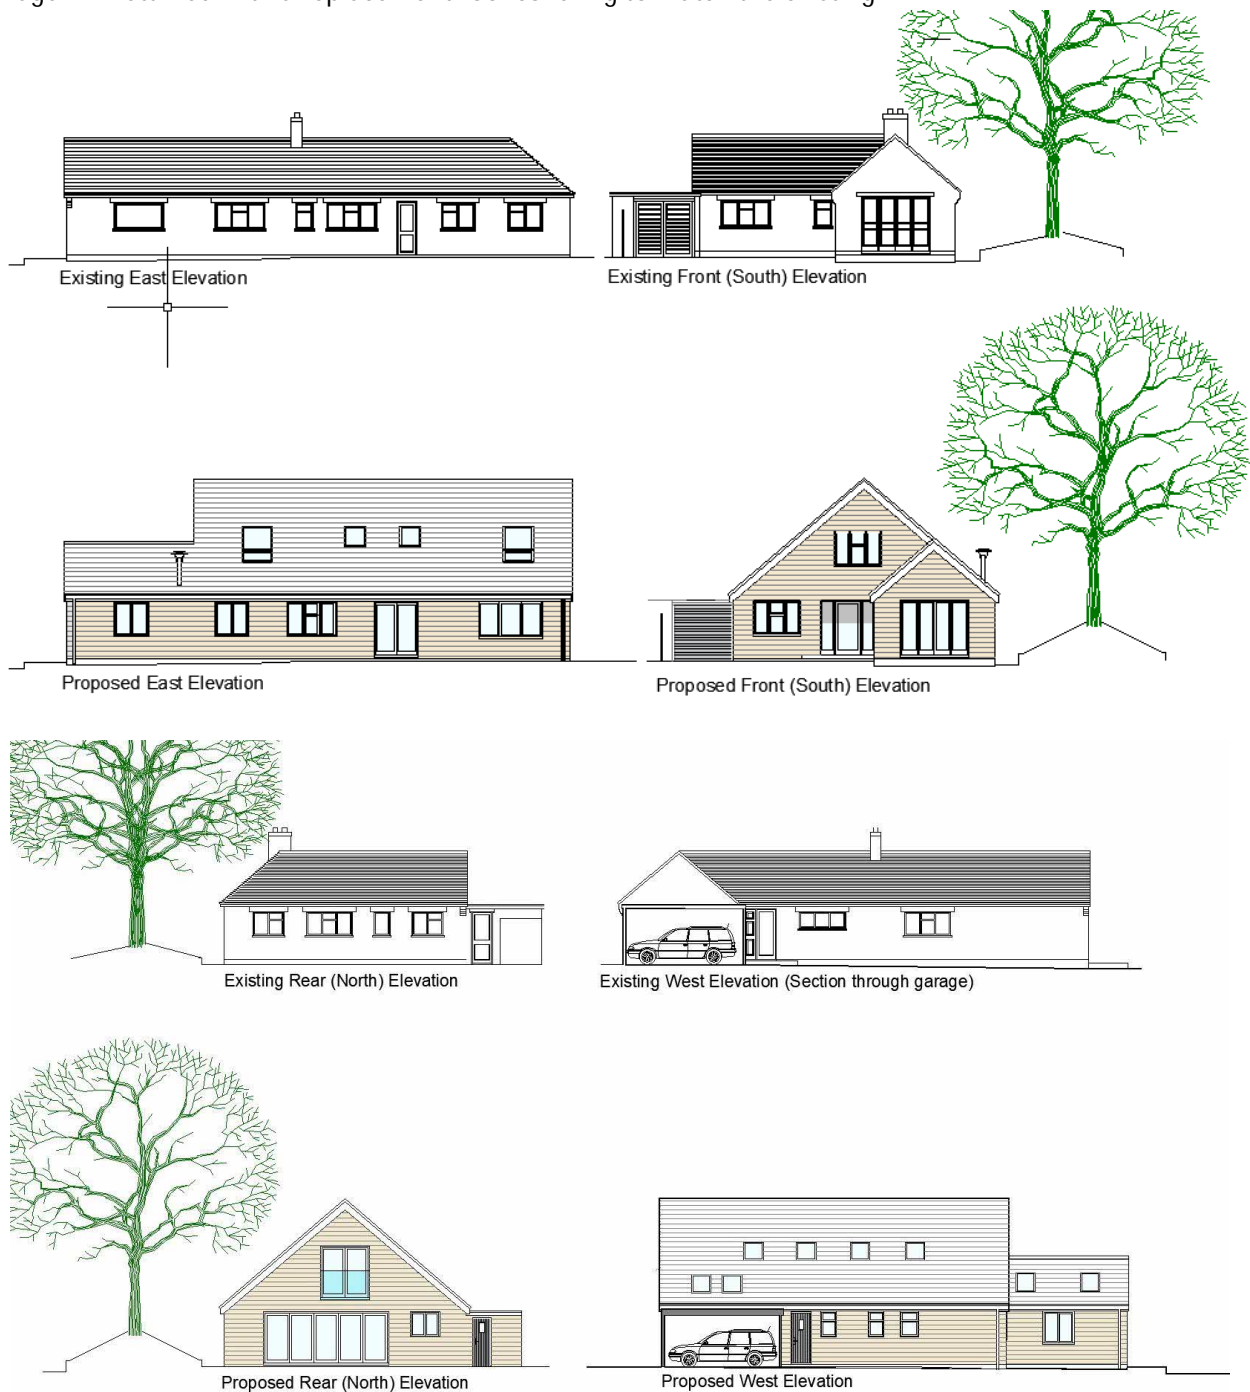 Existing East Elevation
Existing Front (South) Elevation
Proposed East Elevation
Proposed Front (South) Elevation
Existing Rear (North) Elevation
Existing West Elevation (Section through garage)
Proposed Rear (North) Elevation
Proposed West Elevation